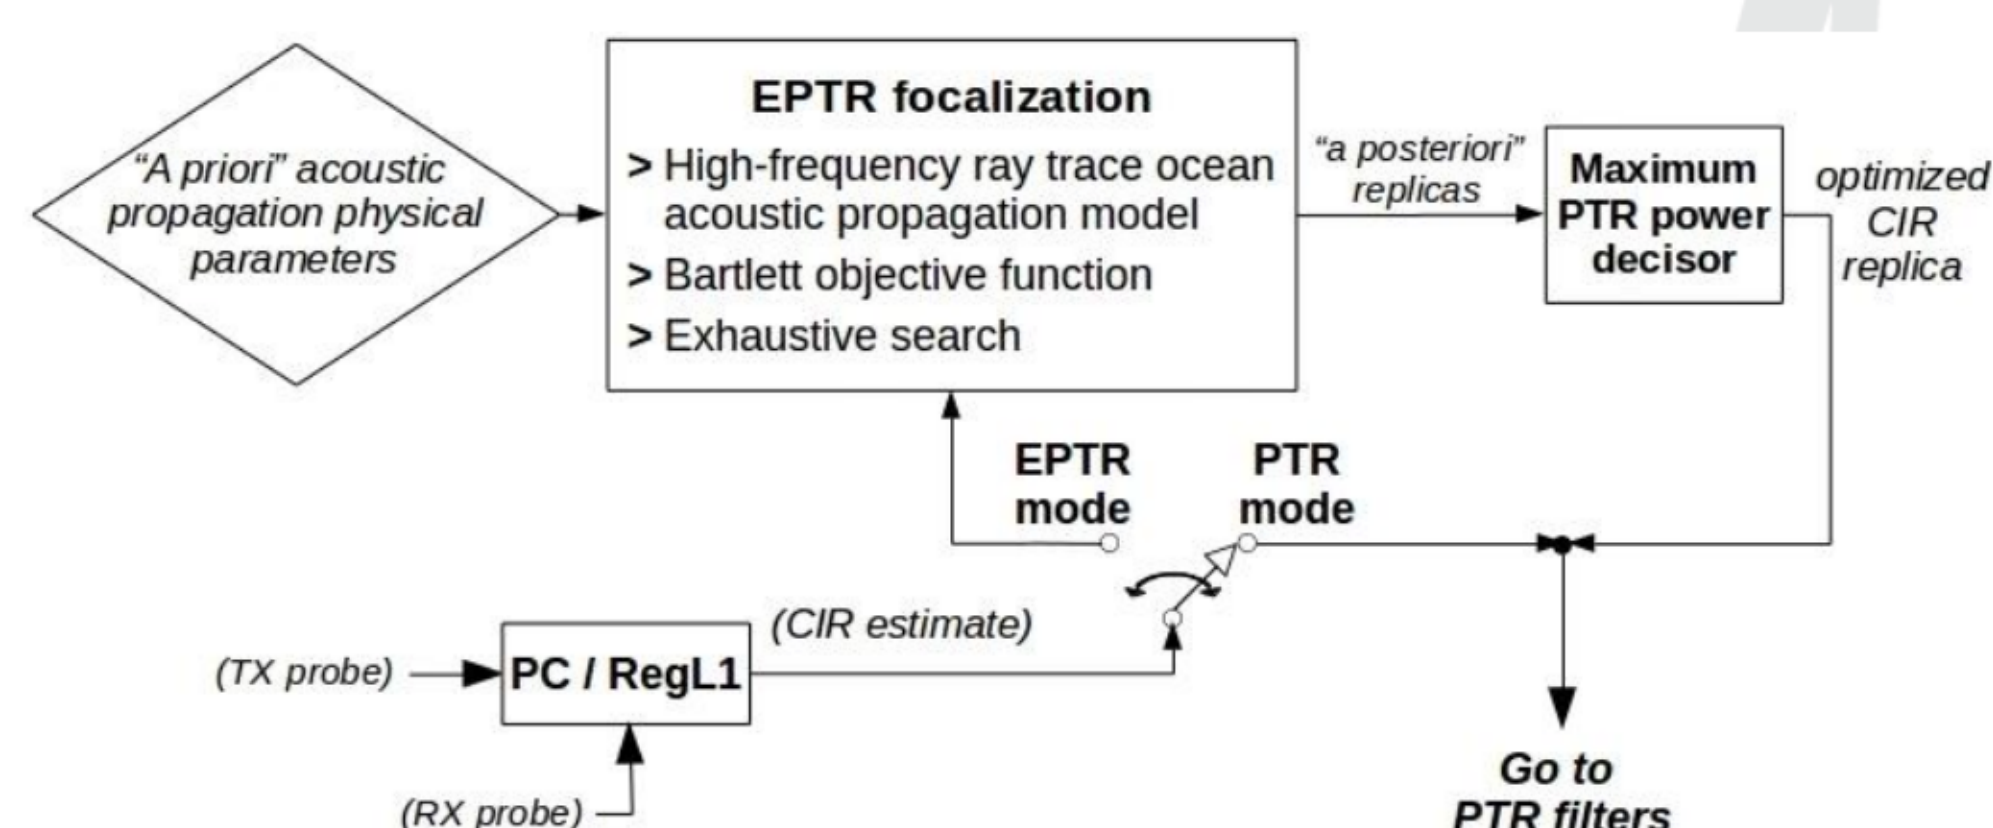 “A priori” acoustic
propagation physical
parameters
EPTR focalization
> High-frequency ray trace ocean
acoustic propagation model
> Bartlett objective function
> Exhaustive search
“a posteriori”
replicas
Maximum
PTR power
decisor
optimized
CIR
replica
EPTR
mode
PTR
mode
(CIR estimate)
(TX probe)
PC / RegL1
(RX probe)
Go to
PTR filters